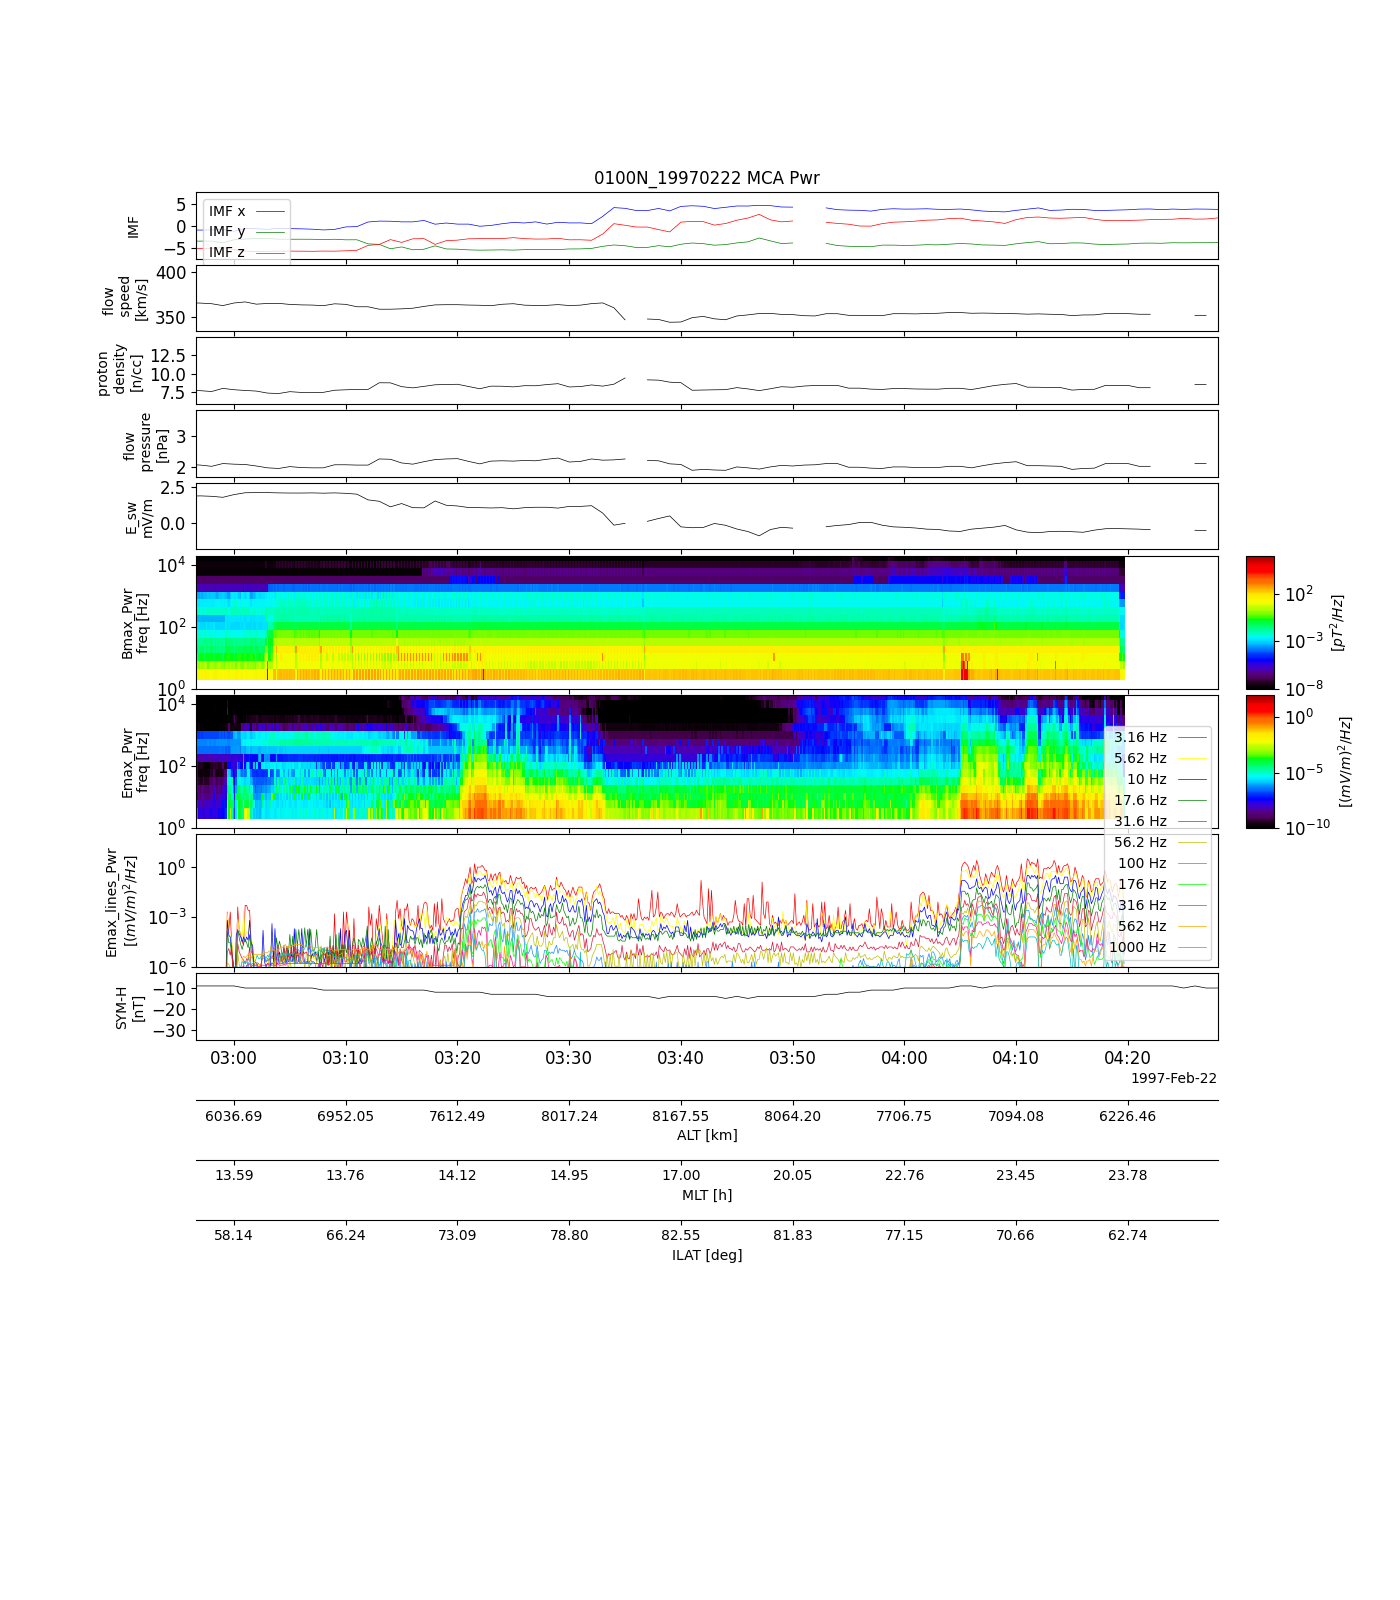 0100N_19970222 MCA Pwr
IMF
5
0
−5
IMF x
IMF y
IMF z
flow
speed
[km/s]
400
350
proton
density
[n/cc]
12.5
10.0
7.5
flow
pressure
[nPa]
3
2
E_sw
mV/m
2.5
0.0
Bmax_Pwr
freq [Hz]
10^4
10^2
10^0
10^2
10^−3
10^−8
[pT^2/Hz]
Emax_Pwr
freq [Hz]
10^4
10^2
10^0
10^0
10^−5
10^−10
[(mV/m)^2/Hz]
3.16 Hz
5.62 Hz
10 Hz
17.6 Hz
31.6 Hz
56.2 Hz
100 Hz
176 Hz
316 Hz
562 Hz
1000 Hz
Emax_lines_Pwr
[(mV/m)^2/Hz]
10^0
10^−3
10^−6
SYM-H
[nT]
−10
−20
−30
03:00 03:10 03:20 03:30 03:40 03:50 04:00 04:10 04:20
1997-Feb-22
6036.69 6952.05 7612.49 8017.24 8167.55 8064.20 7706.75 7094.08 6226.46
ALT [km]
13.59 13.76 14.12 14.95 17.00 20.05 22.76 23.45 23.78
MLT [h]
58.14 66.24 73.09 78.80 82.55 81.83 77.15 70.66 62.74
ILAT [deg]